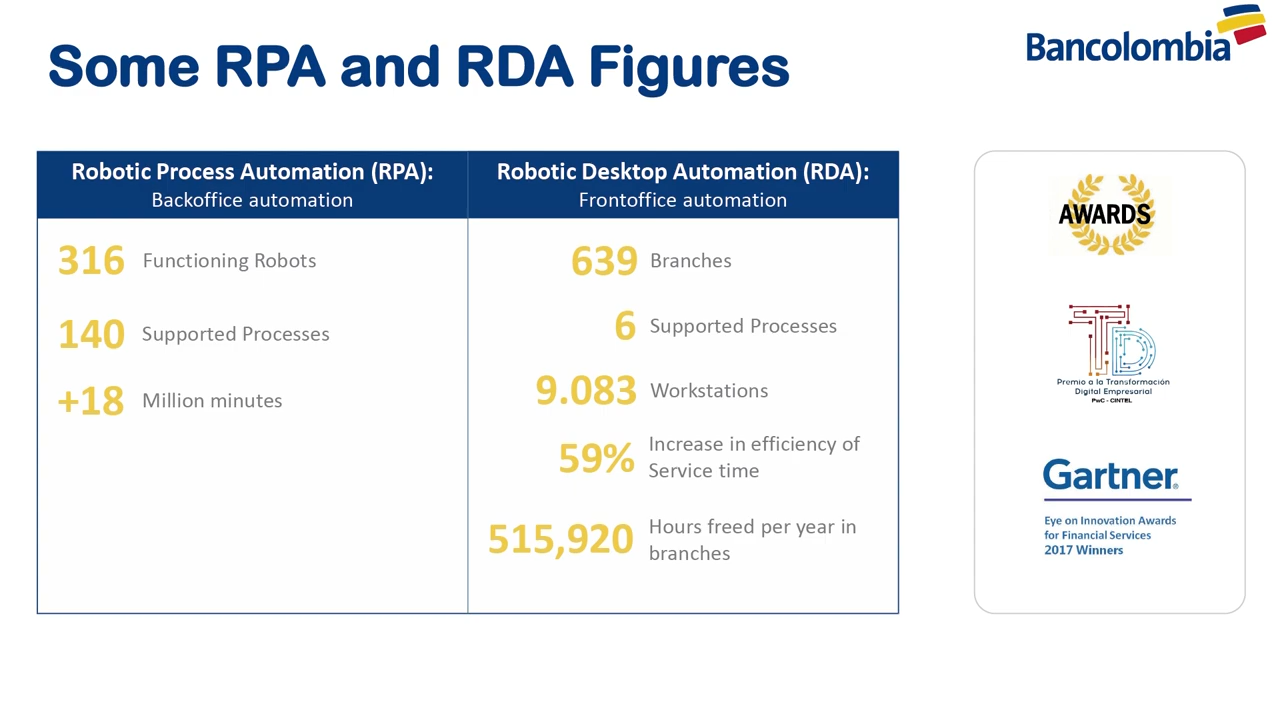 Some RPA and RDA Figures
Bancolombia
Robotic Process Automation (RPA):
Backoffice automation
316 Functioning Robots
140 Supported Processes
+18 Million minutes
Robotic Desktop Automation (RDA):
Frontoffice automation
639 Branches
6 Supported Processes
9.083 Workstations
59% Increase in efficiency of
Service time
515,920 Hours freed per year in
branches
AWARDS
TD
Premio a la Transformación
Digital Empresarial
PwC - CINTEL
Gartner®
Eye on Innovation Awards
for Financial Services
2017 Winners